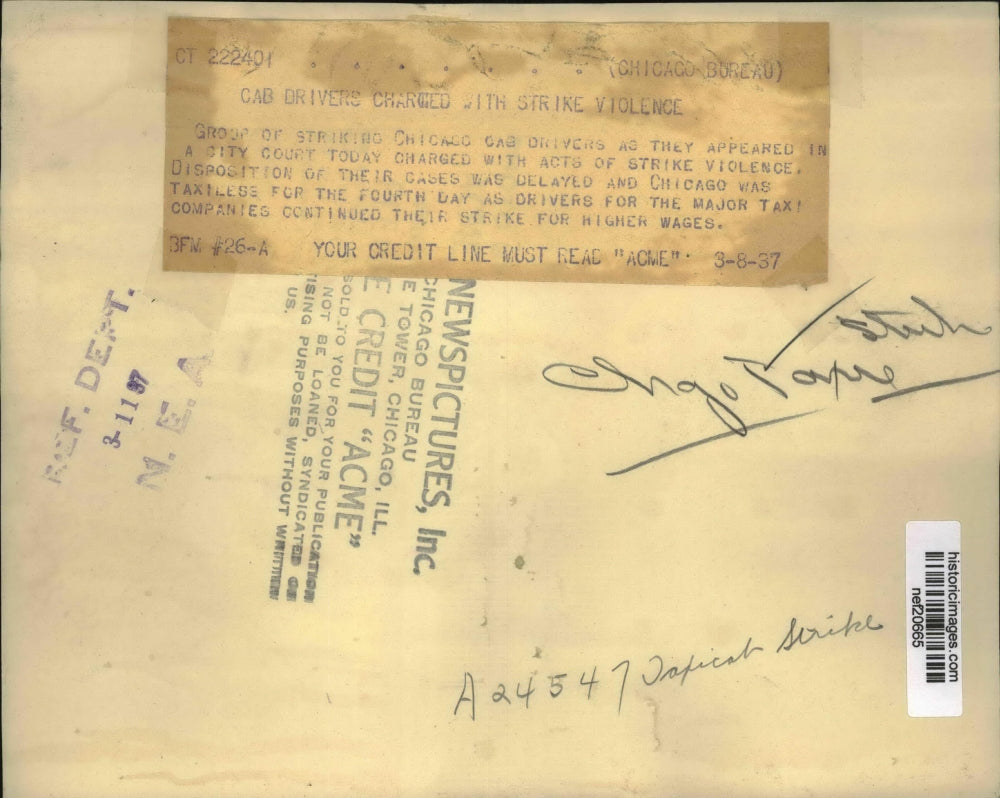 CT 222401 . . . . . . . (CHICAGO BUREAU)
CAB DRIVERS CHARGED WITH STRIKE VIOLENCE
GROUP OF STRIKING CHICAGO CAB DRIVERS AS THEY APPEARED IN
A CITY COURT TODAY CHARGED WITH ACTS OF STRIKE VIOLENCE.
DISPOSITION OF THEIR CASES WAS DELAYED AND CHICAGO WAS
TAXILESS FOR THE FOURTH DAY AS DRIVERS FOR THE MAJOR TAXI
COMPANIES CONTINUED THEIR STRIKE FOR HIGHER WAGES.
BFM #26-A YOUR CREDIT LINE MUST READ "ACME" 3-8-37
NEWSPICTURES, Inc.
CHICAGO BUREAU
E TOWER, CHICAGO, ILL.
E CREDIT "ACME"
SOLD TO YOU FOR YOUR PUBLICATION
NOT BE LOANED, SYNDICATED OR
ISING PURPOSES WITHOUT WRITTEN
US.
REF. DEPT.
3-11 37
N. E. A
A24547 Strike
historicimages.com
nef20665